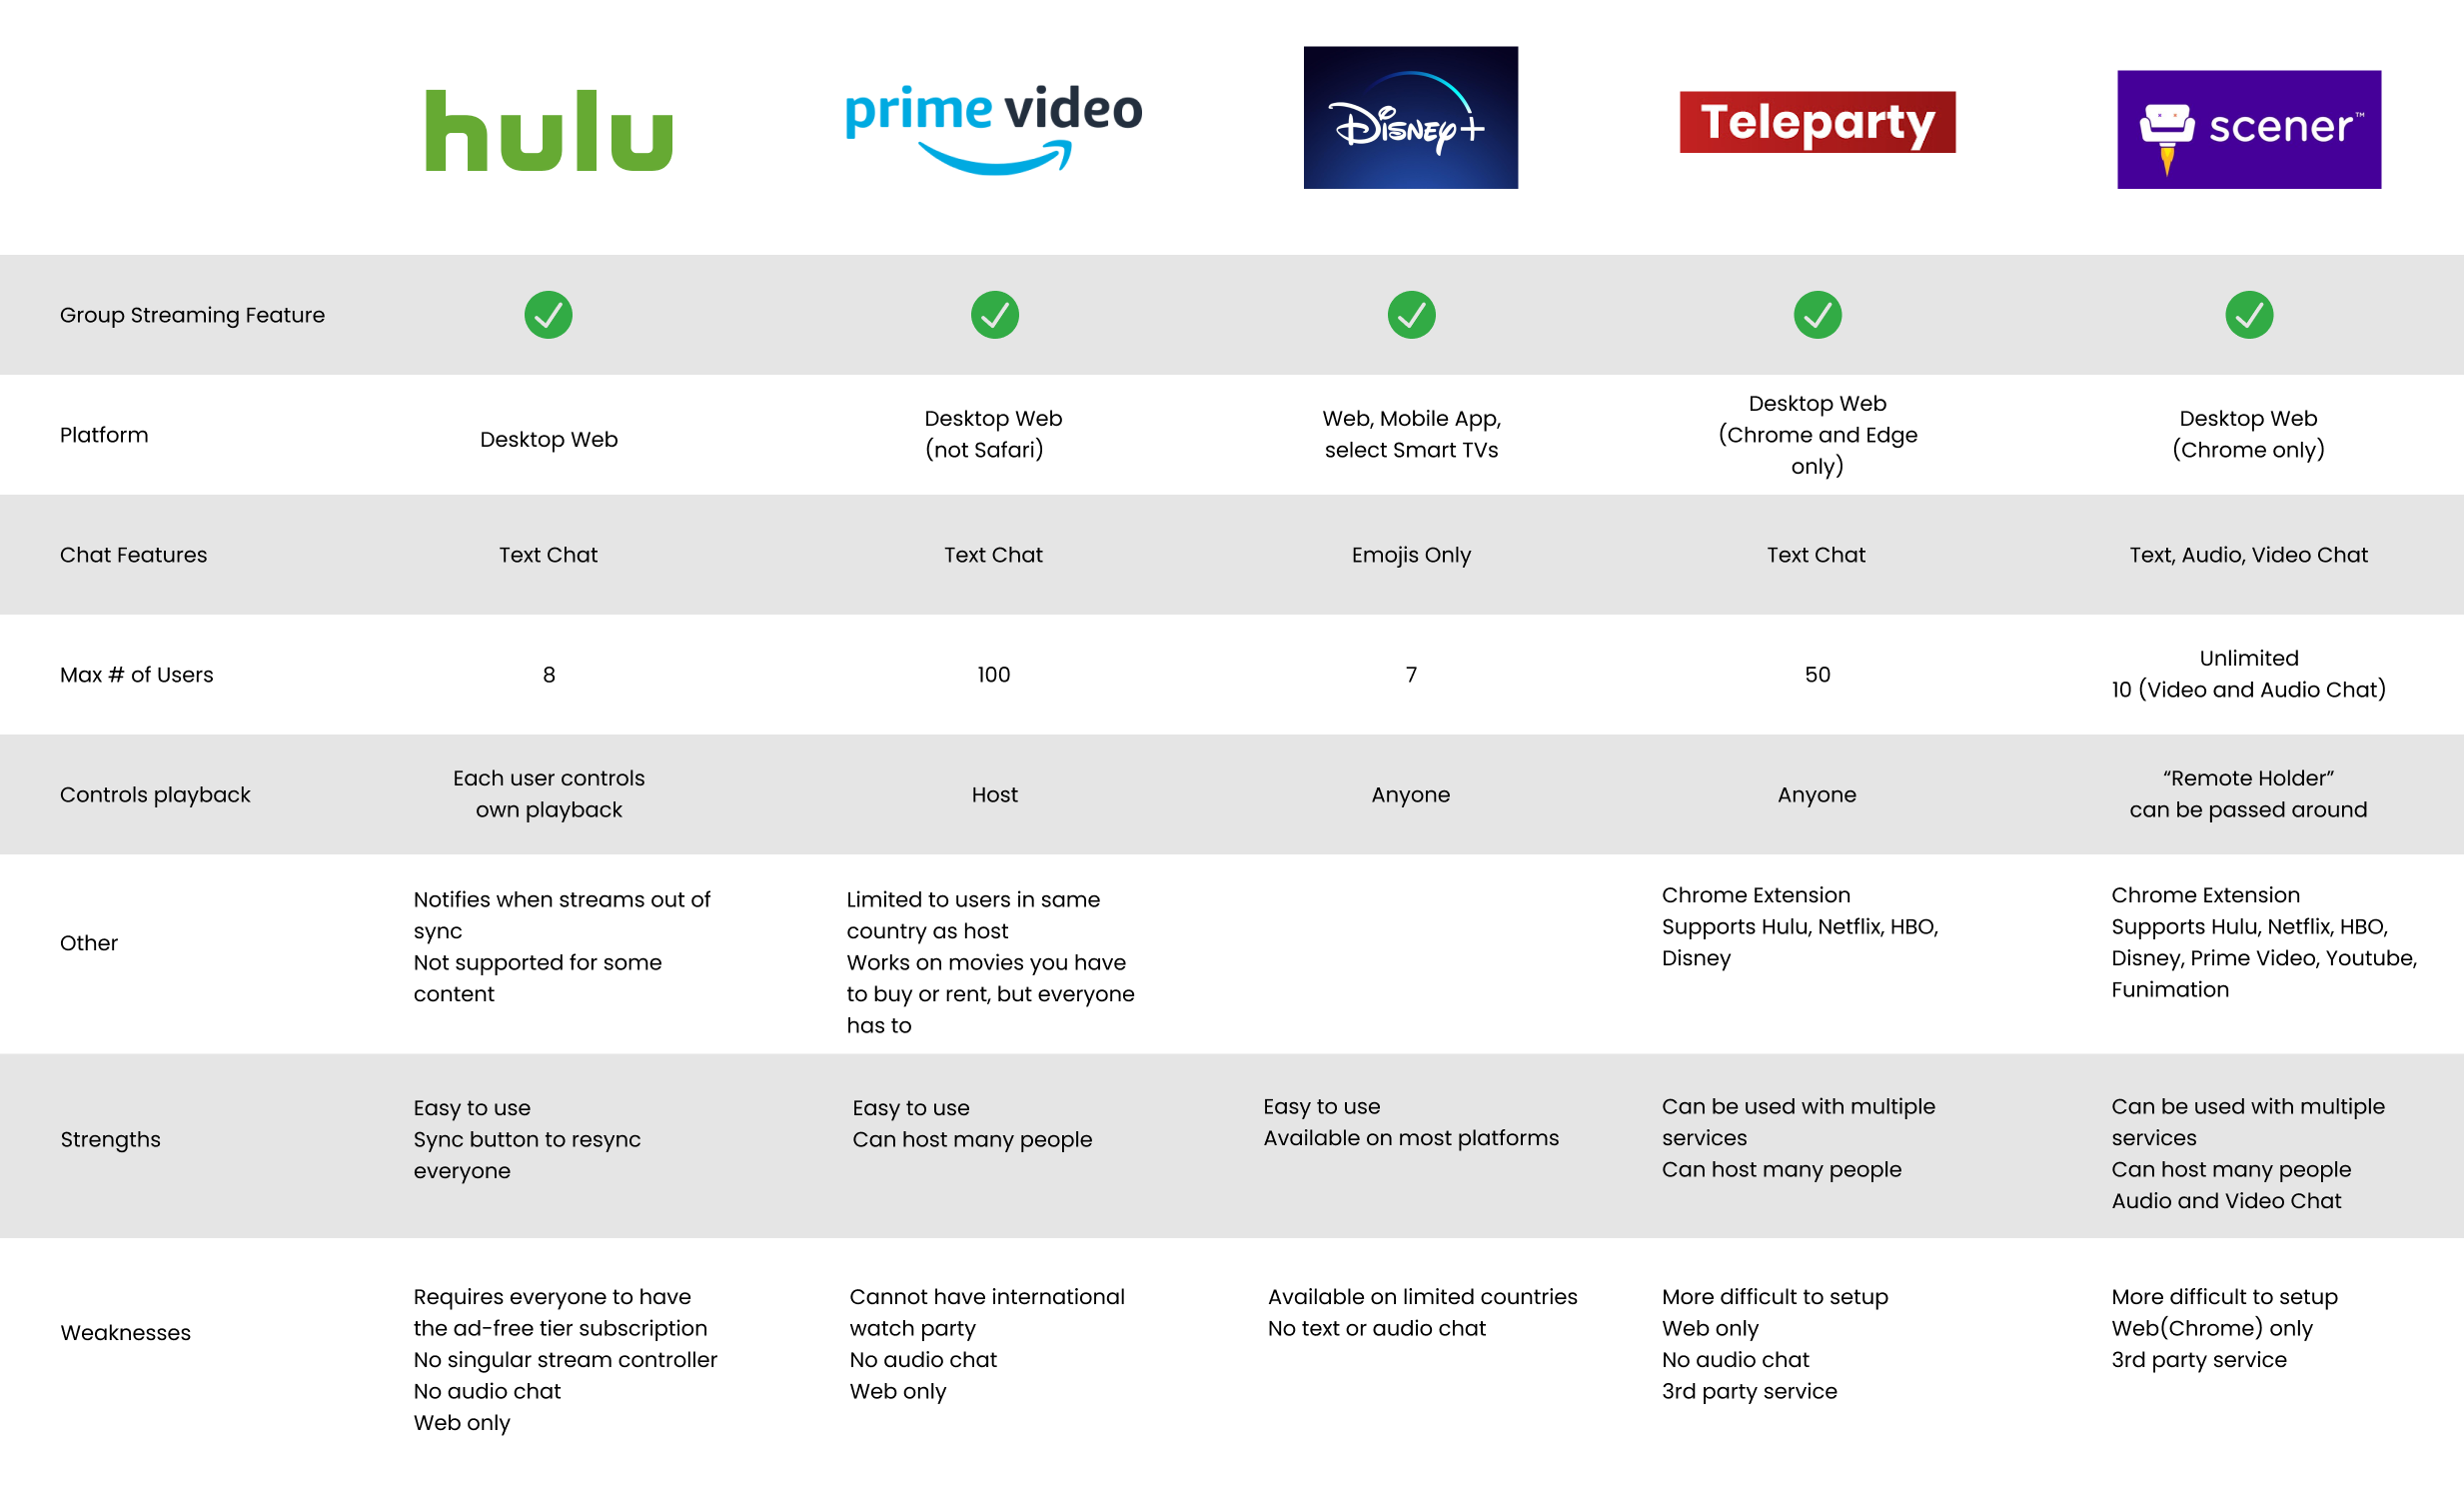 hulu
prime video
Disney+
Teleparty
scener™
Group Streaming Feature
Platform
Desktop Web
Desktop Web
(not Safari)
Web, Mobile App,
select Smart TVs
Desktop Web
(Chrome and Edge
only)
Desktop Web
(Chrome only)
Chat Features
Text Chat
Text Chat
Emojis Only
Text Chat
Text, Audio, Video Chat
Max # of Users
8
100
7
50
Unlimited
10 (Video and Audio Chat)
Controls playback
Each user controls
own playback
Host
Anyone
Anyone
“Remote Holder”
can be passed around
Other
Notifies when streams out of
sync
Not supported for some
content
Limited to users in same
country as host
Works on movies you have
to buy or rent, but everyone
has to
Chrome Extension
Supports Hulu, Netflix, HBO,
Disney
Chrome Extension
Supports Hulu, Netflix, HBO,
Disney, Prime Video, Youtube,
Funimation
Strengths
Easy to use
Sync button to resync
everyone
Easy to use
Can host many people
Easy to use
Available on most platforms
Can be used with multiple
services
Can host many people
Can be used with multiple
services
Can host many people
Audio and Video Chat
Weaknesses
Requires everyone to have
the ad-free tier subscription
No singular stream controller
No audio chat
Web only
Cannot have international
watch party
No audio chat
Web only
Available on limited countries
No text or audio chat
More difficult to setup
Web only
No audio chat
3rd party service
More difficult to setup
Web(Chrome) only
3rd party service